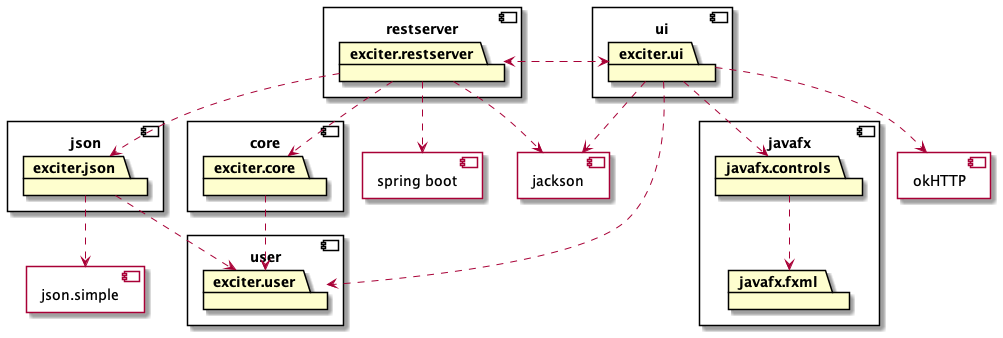 restserver
exciter.restserver
ui
exciter.ui
json
exciter.json
core
exciter.core
spring boot
jackson
javafx
javafx.controls
okHTTP
json.simple
user
exciter.user
javafx.fxml